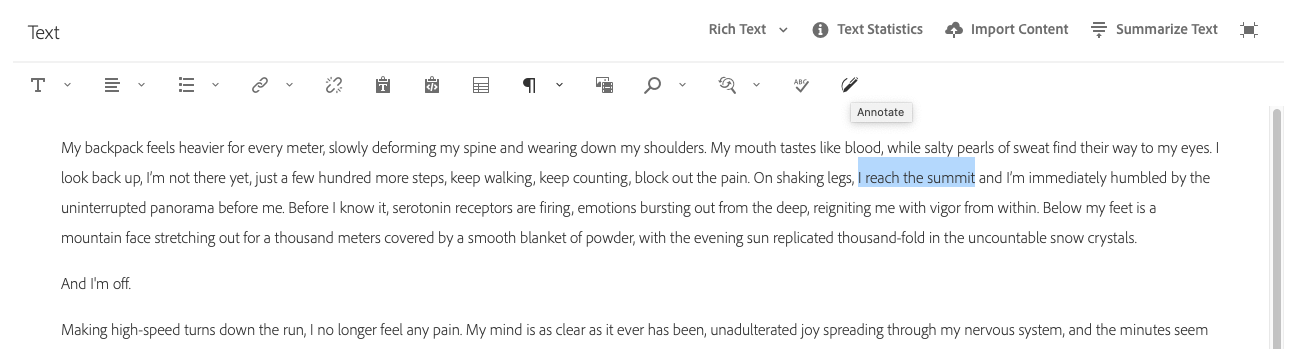 Text
Rich Text
Text Statistics
Import Content
Summarize Text
T
T
ABC
Annotate
My backpack feels heavier for every meter, slowly deforming my spine and wearing down my shoulders. My mouth tastes like blood, while salty pearls of sweat find their way to my eyes. I
look back up, I'm not there yet, just a few hundred more steps, keep walking, keep counting, block out the pain. On shaking legs, I reach the summit and I'm immediately humbled by the
uninterrupted panorama before me. Before I know it, serotonin receptors are firing, emotions bursting out from the deep, reigniting me with vigor from within. Below my feet is a
mountain face stretching out for a thousand meters covered by a smooth blanket of powder, with the evening sun replicated thousand-fold in the uncountable snow crystals.
And I'm off.
Making high-speed turns down the run, I no longer feel any pain. My mind is as clear as it ever has been, unadulterated joy spreading through my nervous system, and the minutes seem